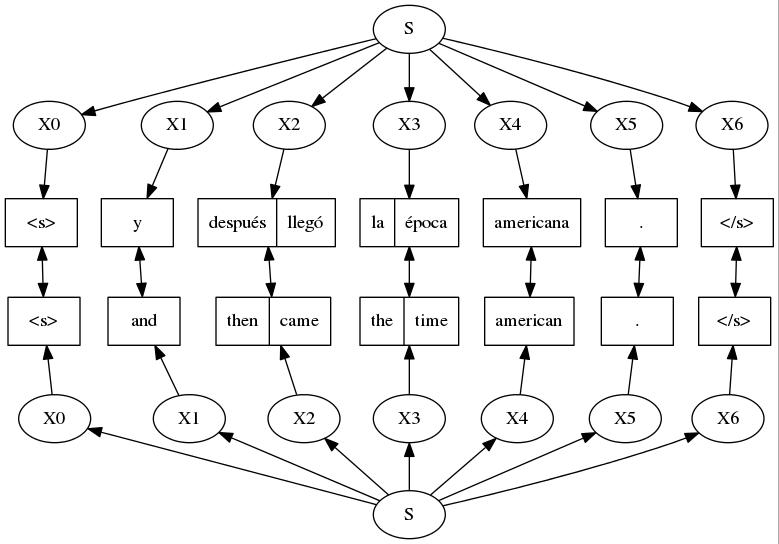 S
X0 X1 X2 X3 X4 X5 X6
<s> y después llegó la época americana . </s>
<s> and then came the time american . </s>
X0 X1 X2 X3 X4 X5 X6
S